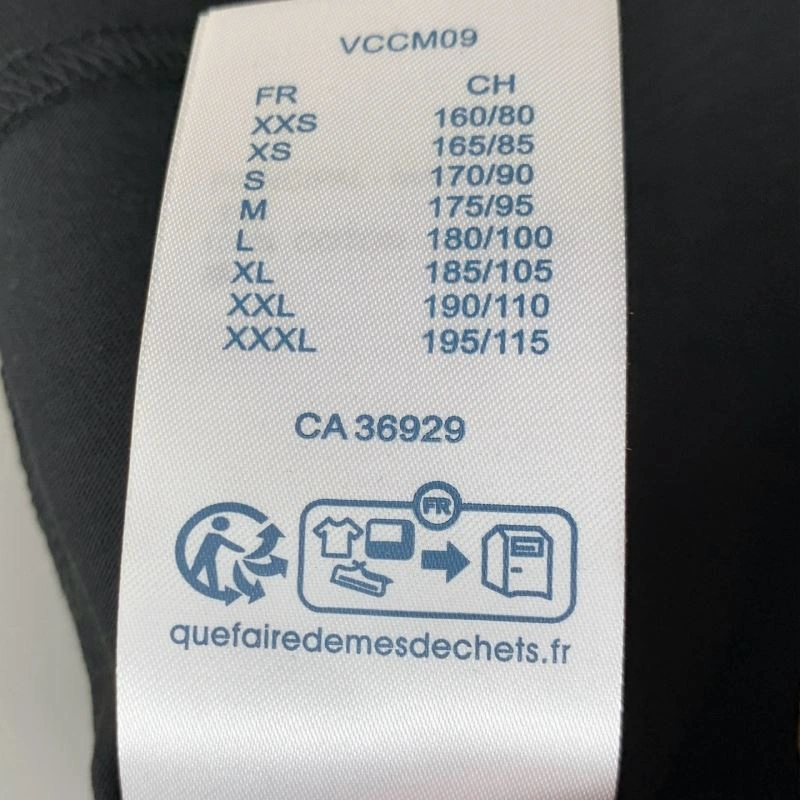 VCCM09
FR CH
XXS 160/80
XS 165/85
S 170/90
M 175/95
L 180/100
XL 185/105
XXL 190/110
XXXL 195/115
CA 36929
FR
quefairedemesdechets.fr